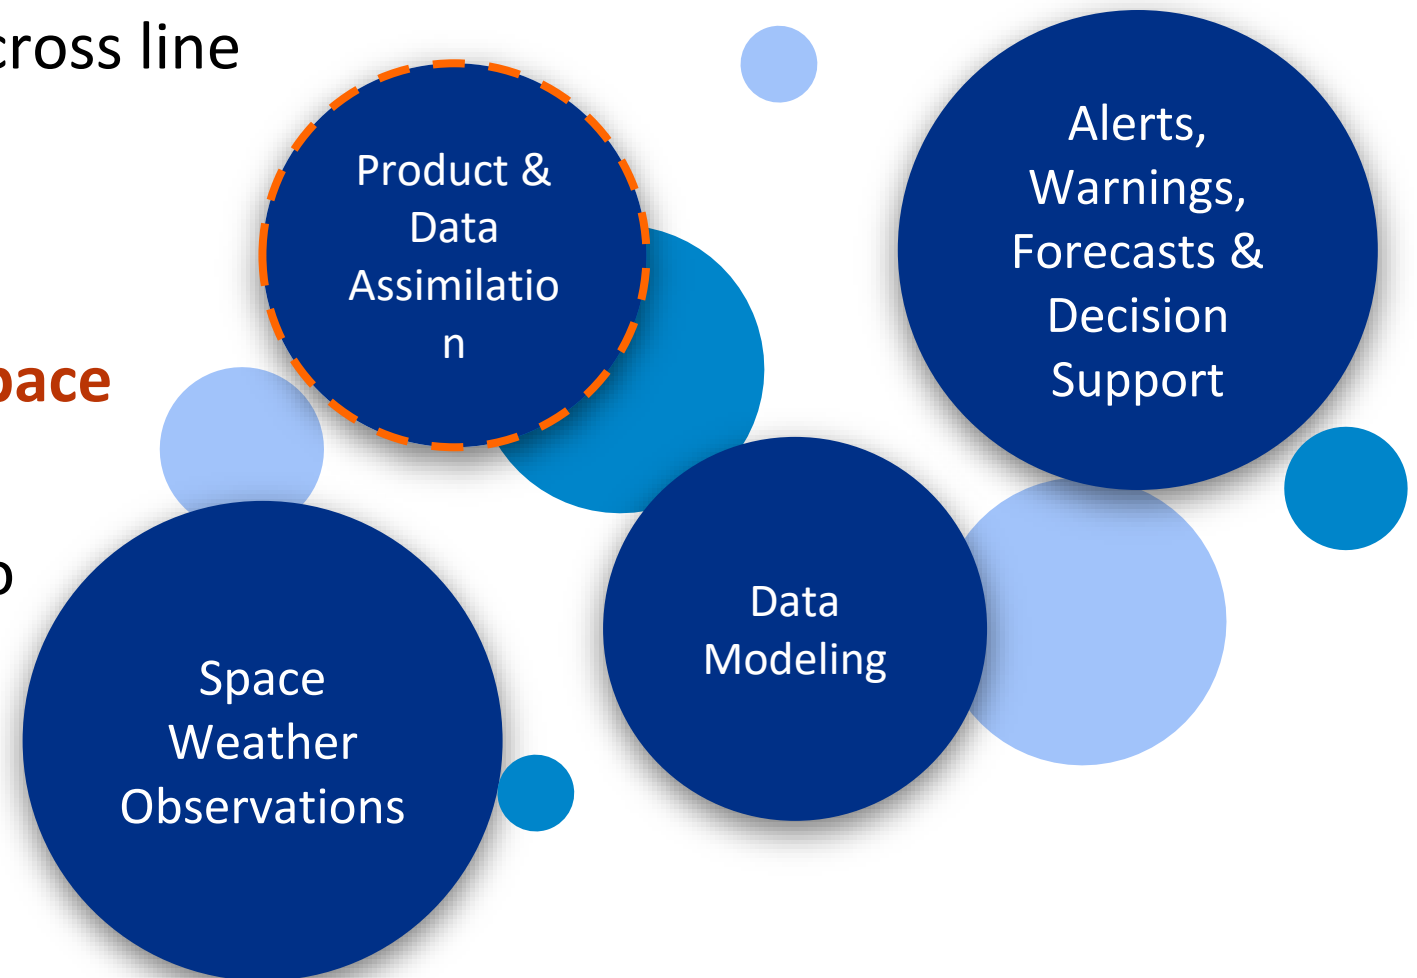 cross line
pace
Product &
Data
Assimilatio
n
Alerts,
Warnings,
Forecasts &
Decision
Support
Space
Weather
Observations
Data
Modeling